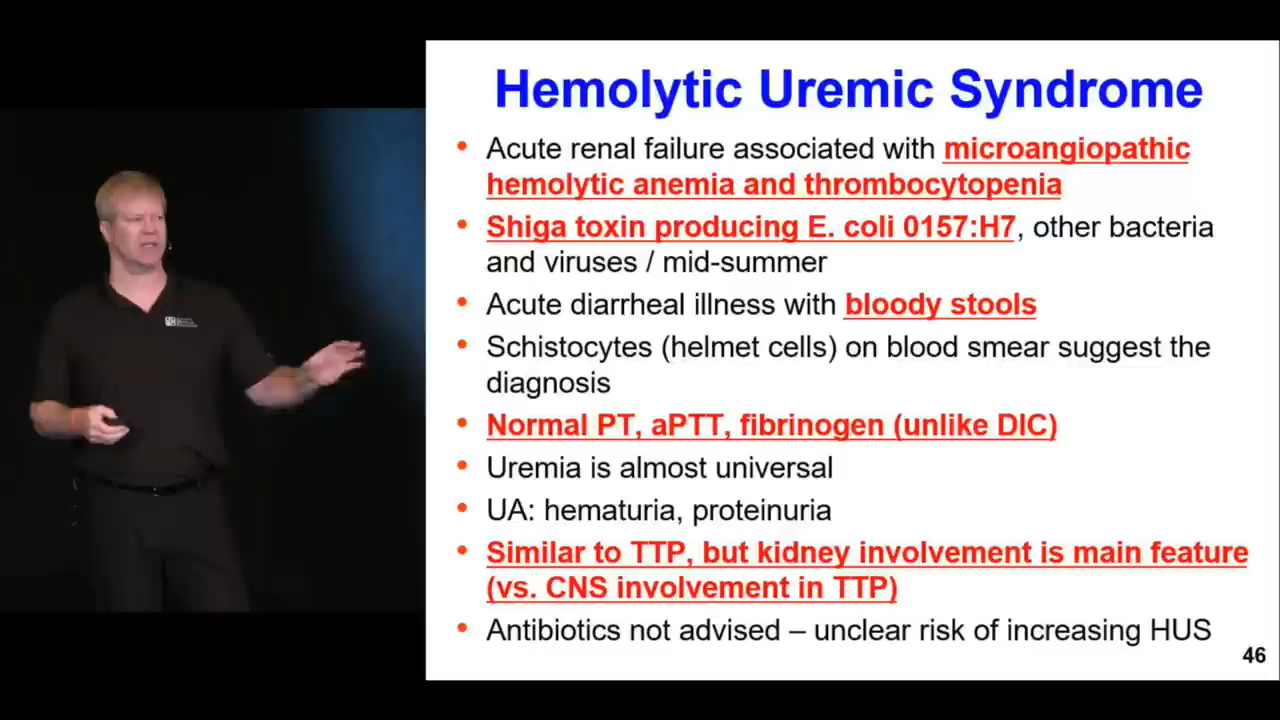 Hemolytic Uremic Syndrome
• Acute renal failure associated with microangiopathic
hemolytic anemia and thrombocytopenia
• Shiga toxin producing E. coli 0157:H7, other bacteria
and viruses / mid-summer
• Acute diarrheal illness with bloody stools
• Schistocytes (helmet cells) on blood smear suggest the
diagnosis
• Normal PT, aPTT, fibrinogen (unlike DIC)
• Uremia is almost universal
• UA: hematuria, proteinuria
• Similar to TTP, but kidney involvement is main feature
(vs. CNS involvement in TTP)
• Antibiotics not advised – unclear risk of increasing HUS
46